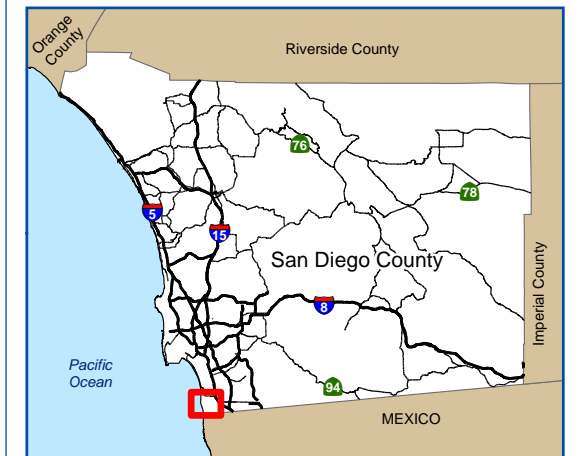 Orange
County
Riverside County
76
78
5
15
San Diego County
Imperial County
8
Pacific
Ocean
94
MEXICO